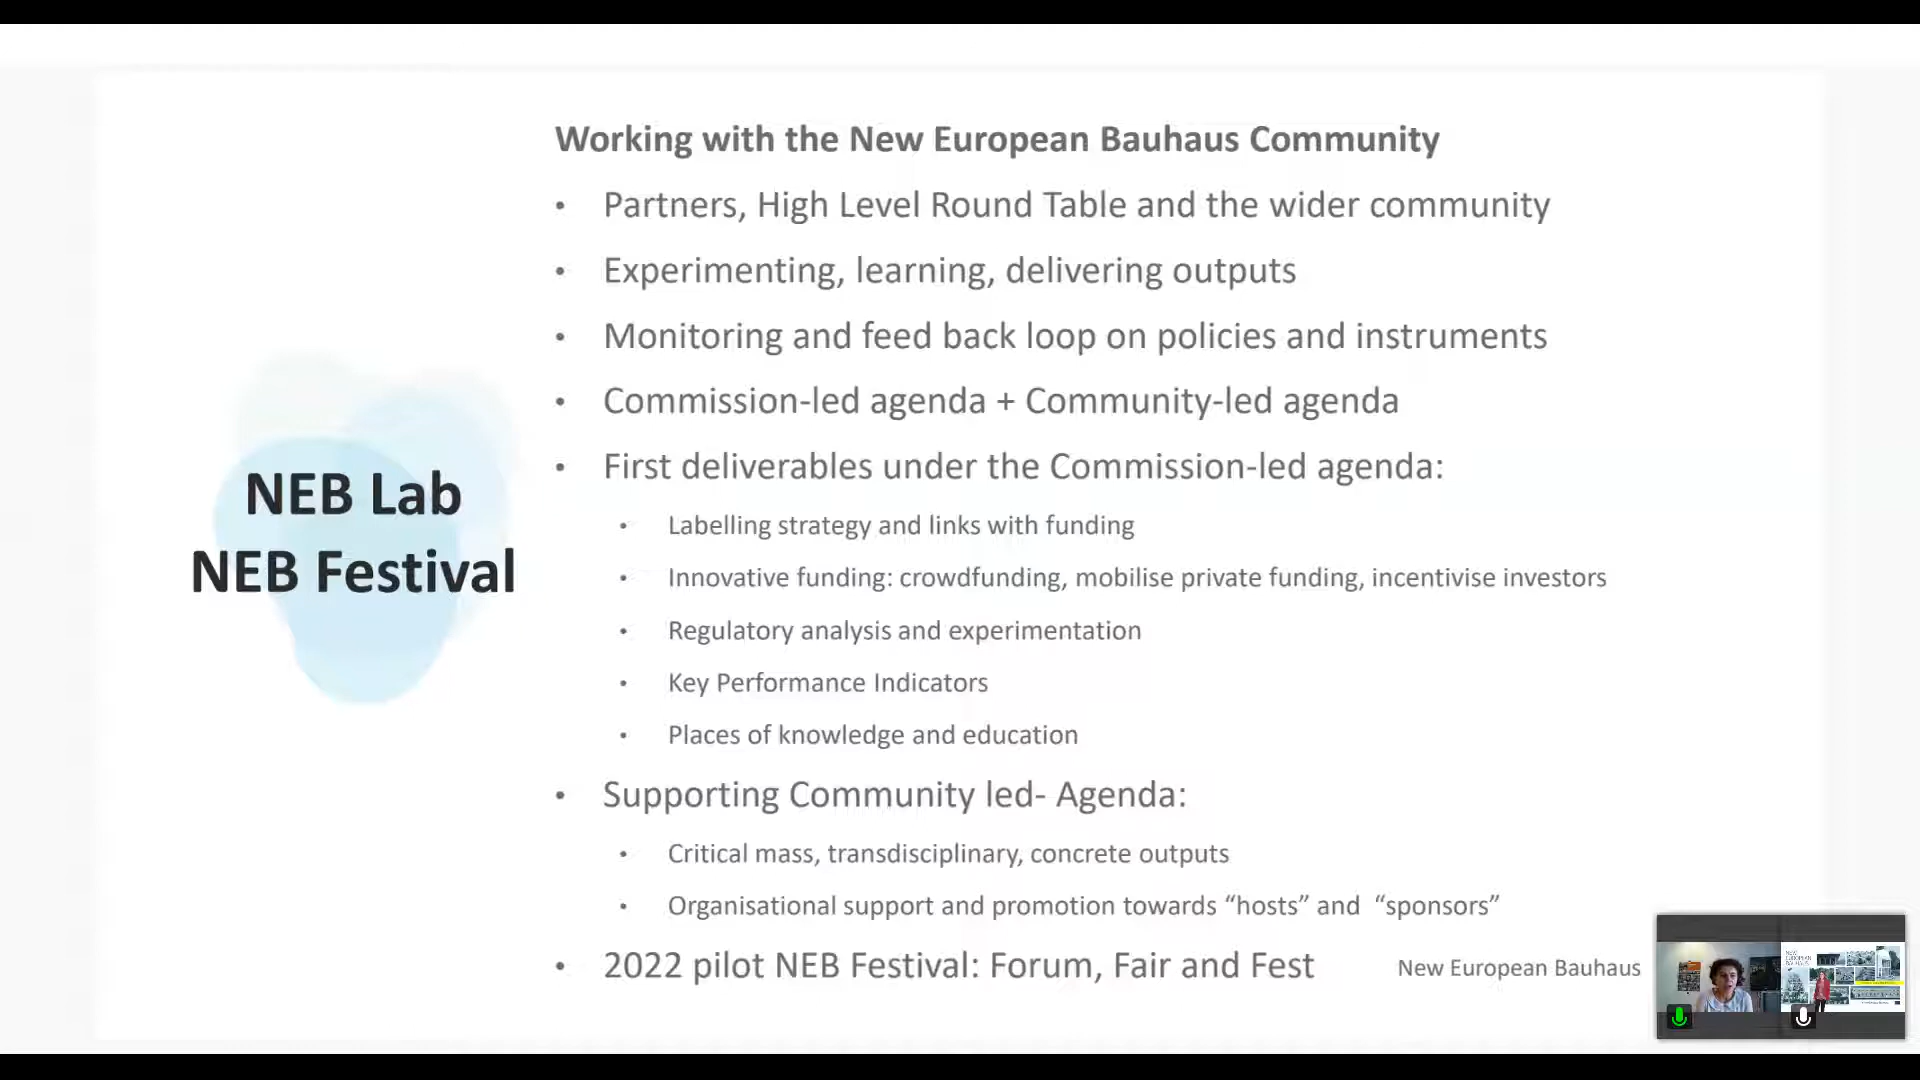 Working with the New European Bauhaus Community
• Partners, High Level Round Table and the wider community
• Experimenting, learning, delivering outputs
• Monitoring and feed back loop on policies and instruments
• Commission-led agenda + Community-led agenda
• First deliverables under the Commission-led agenda:
• Labelling strategy and links with funding
• Innovative funding: crowdfunding, mobilise private funding, incentivise investors
• Regulatory analysis and experimentation
• Key Performance Indicators
• Places of knowledge and education
• Supporting Community led- Agenda:
• Critical mass, transdisciplinary, concrete outputs
• Organisational support and promotion towards “hosts” and “sponsors”
• 2022 pilot NEB Festival: Forum, Fair and Fest
NEB Lab
NEB Festival
New European Bauhaus
NEW
EUROPEAN
BAUHAUS